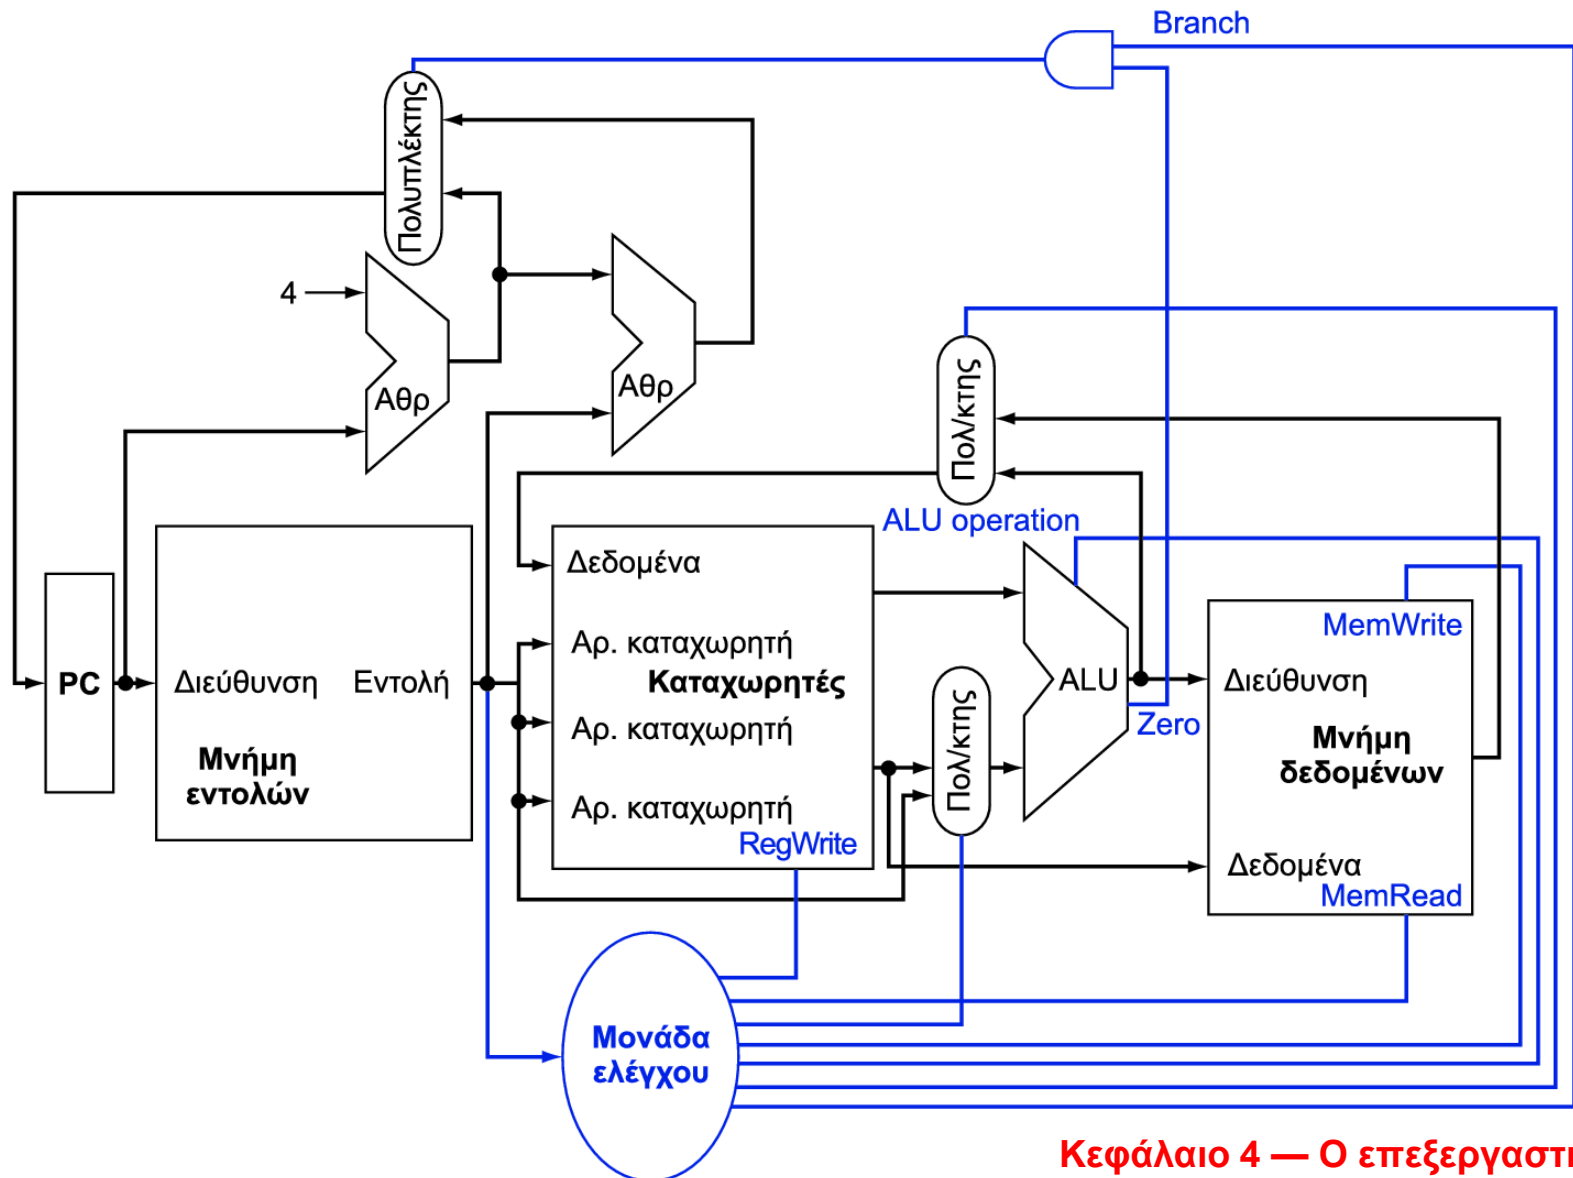 Branch
Πολυπλέκτης
4
Αθρ
Αθρ
Πολ/κτης
ALU operation
Δεδομένα
Αρ. καταχωρητή
MemWrite
PC
Διεύθυνση
Εντολή
Καταχωρητές
ALU
Διεύθυνση
Αρ. καταχωρητή
Πολ/κτης
Zero
Μνήμη
εντολών
Μνήμη
δεδομένων
Αρ. καταχωρητή
RegWrite
Δεδομένα
MemRead
Μονάδα
ελέγχου
Κεφάλαιο 4 — Ο επεξεργαστ